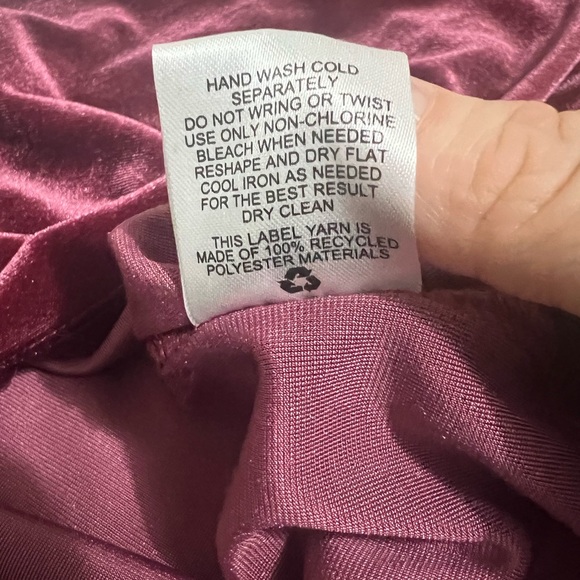 HAND WASH COLD
SEPARATELY
DO NOT WRING OR TWIST
USE ONLY NON-CHLORINE
BLEACH WHEN NEEDED
RESHAPE AND DRY FLAT
COOL IRON AS NEEDED
FOR THE BEST RESULT
DRY CLEAN
THIS LABEL YARN IS
MADE OF 100% RECYCLED
POLYESTER MATERIALS